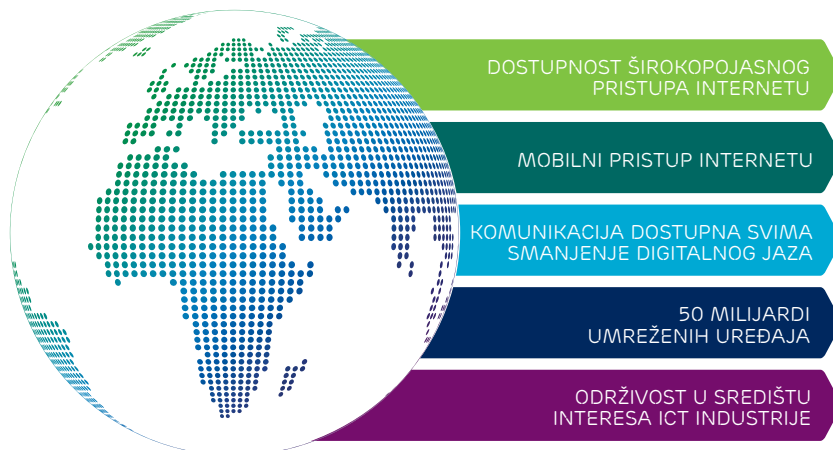 DOSTUPNOST ŠIROKOPOJASNOG
PRISTUPA INTERNETU
MOBILNI PRISTUP INTERNETU
KOMUNIKACIJA DOSTUPNA SVIMA
SMANJENJE DIGITALNOG JAZA
50 MILIJARDI
UMREŽENIH UREĐAJA
ODRŽIVOST U SREDIŠTU
INTERESA ICT INDUSTRIJE